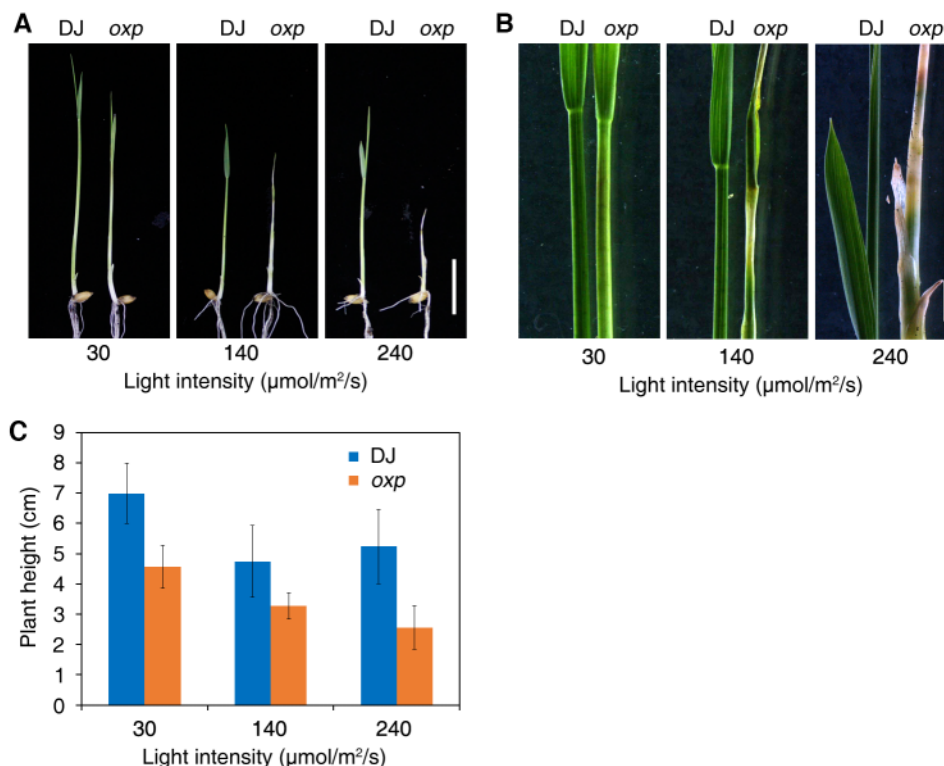 A
DJ oxp DJ oxp DJ oxp
30 140 240
Light intensity (μmol/m²/s)
B
DJ oxp DJ oxp DJ oxp
30 140 240
Light intensity (μmol/m²/s)
C
9
8
7
6
5
4
3
2
1
0
Plant height (cm)
DJ
oxp
30 140 240
Light intensity (μmol/m²/s)